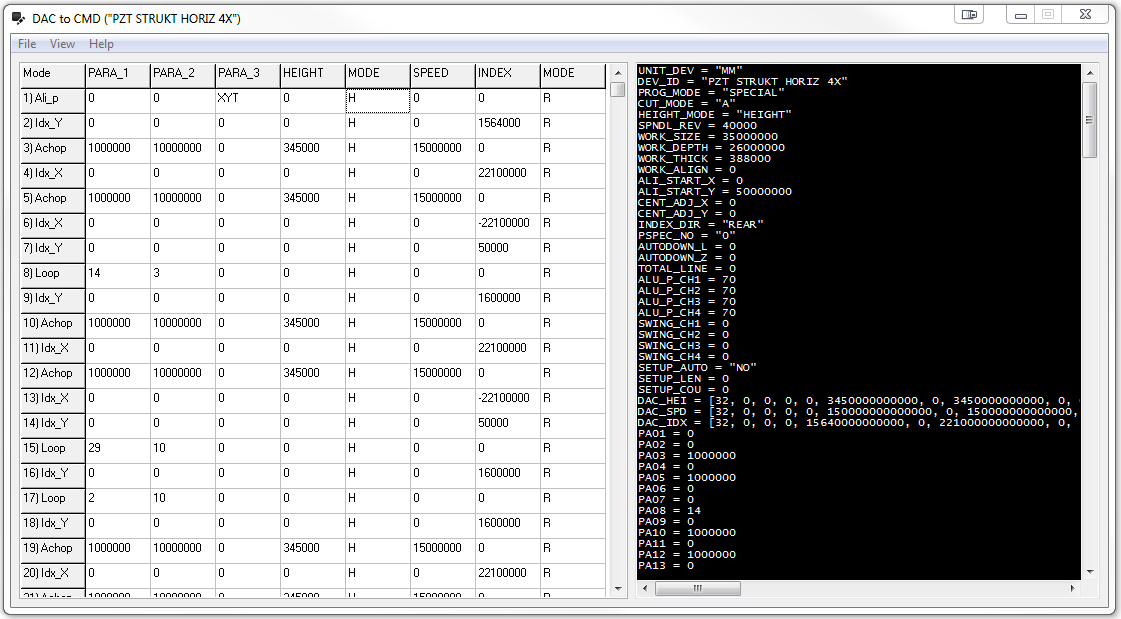 DAC to CMD ("PZT STRUKT HORIZ 4X")
File View Help
Mode PARA_1 PARA_2 PARA_3 HEIGHT MODE SPEED INDEX MODE
1) Ali_p 0 0 XYT 0 H 0 0 R
2) Idx_Y 0 0 0 0 H 0 1564000 R
3) Achop 1000000 10000000 0 345000 H 15000000 0 R
4) Idx_X 0 0 0 0 H 0 22100000 R
5) Achop 1000000 10000000 0 345000 H 15000000 0 R
6) Idx_X 0 0 0 0 H 0 -22100000 R
7) Idx_Y 0 0 0 0 H 0 50000 R
8) Loop 14 3 0 0 H 0 0 R
9) Idx_Y 0 0 0 0 H 0 1600000 R
10) Achop 1000000 10000000 0 345000 H 15000000 0 R
11) Idx_X 0 0 0 0 H 0 22100000 R
12) Achop 1000000 10000000 0 345000 H 15000000 0 R
13) Idx_X 0 0 0 0 H 0 -22100000 R
14) Idx_Y 0 0 0 0 H 0 50000 R
15) Loop 29 10 0 0 H 0 0 R
16) Idx_Y 0 0 0 0 H 0 1600000 R
17) Loop 2 10 0 0 H 0 0 R
18) Idx_Y 0 0 0 0 H 0 1600000 R
19) Achop 1000000 10000000 0 345000 H 15000000 0 R
20) Idx_X 0 0 0 0 H 0 22100000 R
21) Achop 1000000 10000000 0 345000 H 15000000 0 R
UNIT_DEV = "MM"
DEV_ID = "PZT STRUKT HORIZ 4X"
PROG_MODE = "SPECIAL"
CUT_MODE = "A"
HEIGHT_MODE = "HEIGHT"
SPNDL_REV = 40000
WORK_SIZE = 35000000
WORK_DEPTH = 26000000
WORK_THICK = 388000
WORK_ALIGN = 0
ALI_START_X = 0
ALI_START_Y = 50000000
CENT_ADJ_X = 0
CENT_ADJ_Y = 0
INDEX_DIR = "REAR"
PSPEC_NO = "0"
AUTODOWN_L = 0
AUTODOWN_Z = 0
TOTAL_LINE = 0
ALU_P_CH1 = 70
ALU_P_CH2 = 70
ALU_P_CH3 = 70
ALU_P_CH4 = 70
SWING_CH1 = 0
SWING_CH2 = 0
SWING_CH3 = 0
SWING_CH4 = 0
SETUP_AUTO = "NO"
SETUP_LEN = 0
SETUP_COU = 0
DAC_HEI = [32, 0, 0, 0, 0, 3450000000000, 0, 3450000000000, 0,
DAC_SPD = [32, 0, 0, 0, 0, 150000000000000, 0, 150000000000000,
DAC_IDX = [32, 0, 0, 0, 15640000000000, 0, 221000000000000, 0,
PA01 = 0
PA02 = 0
PA03 = 1000000
PA04 = 0
PA05 = 1000000
PA06 = 0
PA07 = 0
PA08 = 14
PA09 = 0
PA10 = 1000000
PA11 = 0
PA12 = 1000000
PA13 = 0